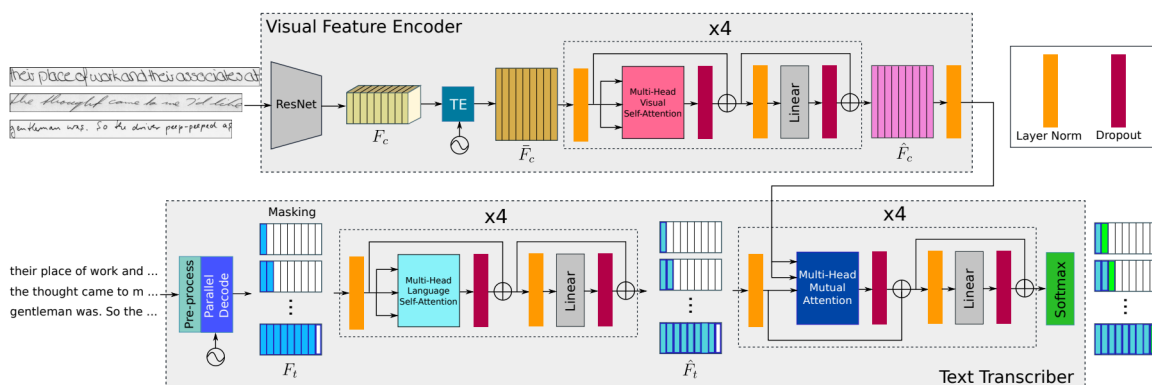 Visual Feature Encoder
x4
their place of work and their associates at
the thought came to me I'd take
gentleman was. So the driver peep-peeped as
ResNet
F_c
TE
F̄_c
Multi-Head
Visual
Self-Attention
Linear
F̂_c
Layer Norm
Dropout
their place of work and ...
the thought came to m ...
gentleman was. So the ...
Pre-process
Parallel
Decode
Masking
...
F_t
x4
Multi-Head
Language
Self-Attention
Linear
...
F̂_t
x4
Multi-Head
Mutual
Attention
Linear
Softmax
...
Text Transcriber